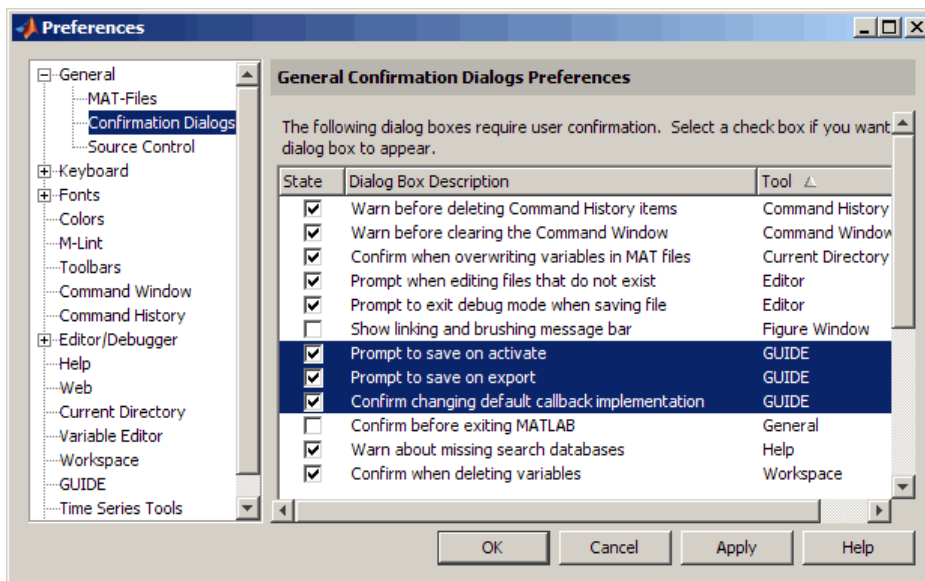 Preferences
General
MAT-Files
Confirmation Dialogs
Source Control
Keyboard
Fonts
Colors
M-Lint
Toolbars
Command Window
Command History
Editor/Debugger
Help
Web
Current Directory
Variable Editor
Workspace
GUIDE
Time Series Tools
General Confirmation Dialogs Preferences
The following dialog boxes require user confirmation. Select a check box if you want
dialog box to appear.
State Dialog Box Description Tool
Warn before deleting Command History items Command History
Warn before clearing the Command Window Command Window
Confirm when overwriting variables in MAT files Current Directory
Prompt when editing files that do not exist Editor
Prompt to exit debug mode when saving file Editor
Show linking and brushing message bar Figure Window
Prompt to save on activate GUIDE
Prompt to save on export GUIDE
Confirm changing default callback implementation GUIDE
Confirm before exiting MATLAB General
Warn about missing search databases Help
Confirm when deleting variables Workspace
OK Cancel Apply Help